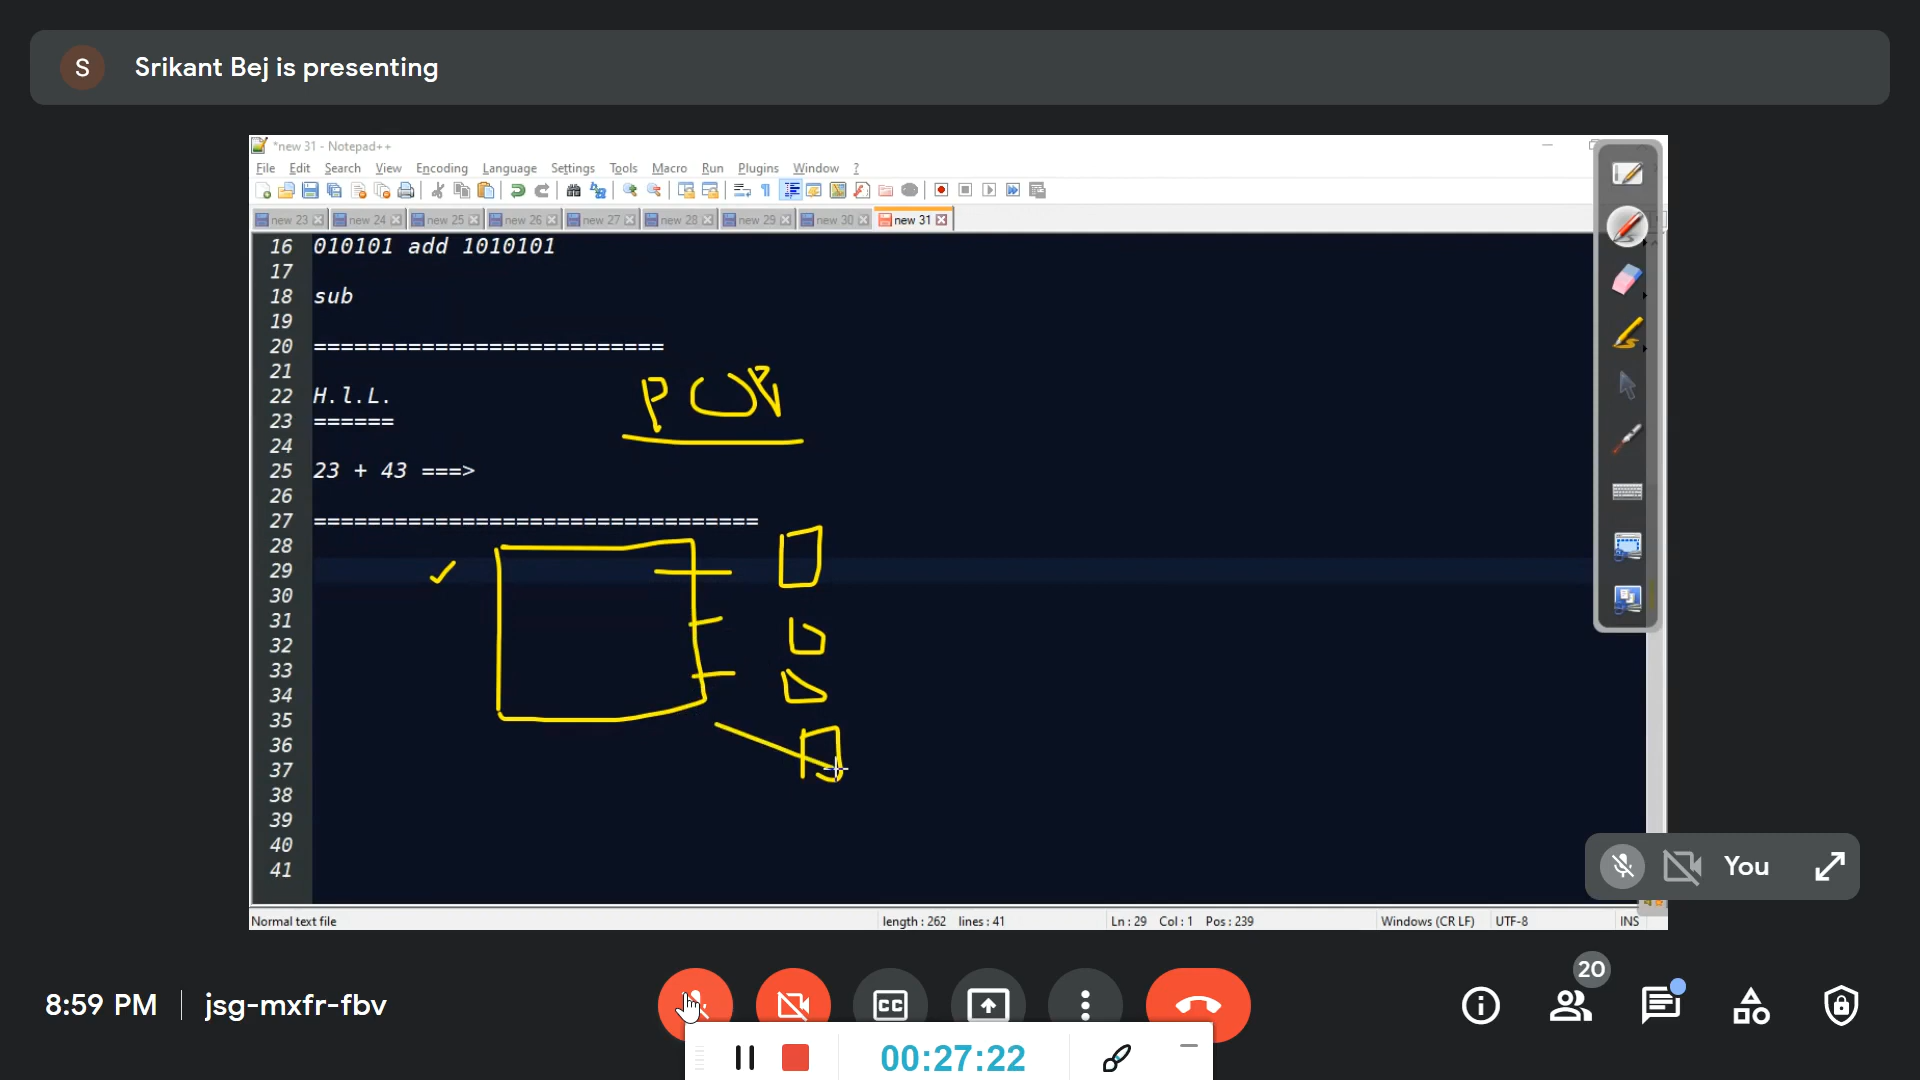 S Srikant Bej is presenting
*new 31 - Notepad++
File Edit Search View Encoding Language Settings Tools Macro Run Plugins Window ?
new 23 new 24 new 25 new 26 new 27 new 28 new 29 new 30 new 31
16 010101 add 1010101
17
18 sub
19
20 ==========================
21
22 H.l.L.
23 ======
24
25 23 + 43 ===>
26
27 =================================
28
29
30
31
32
33
34
35
36
37
38
39
40
41
You
Normal text file length : 262 lines : 41 Ln : 29 Col : 1 Pos : 239 Windows (CR LF) UTF-8 INS
8:59 PM jsg-mxfr-fbv CC 20
00:27:22